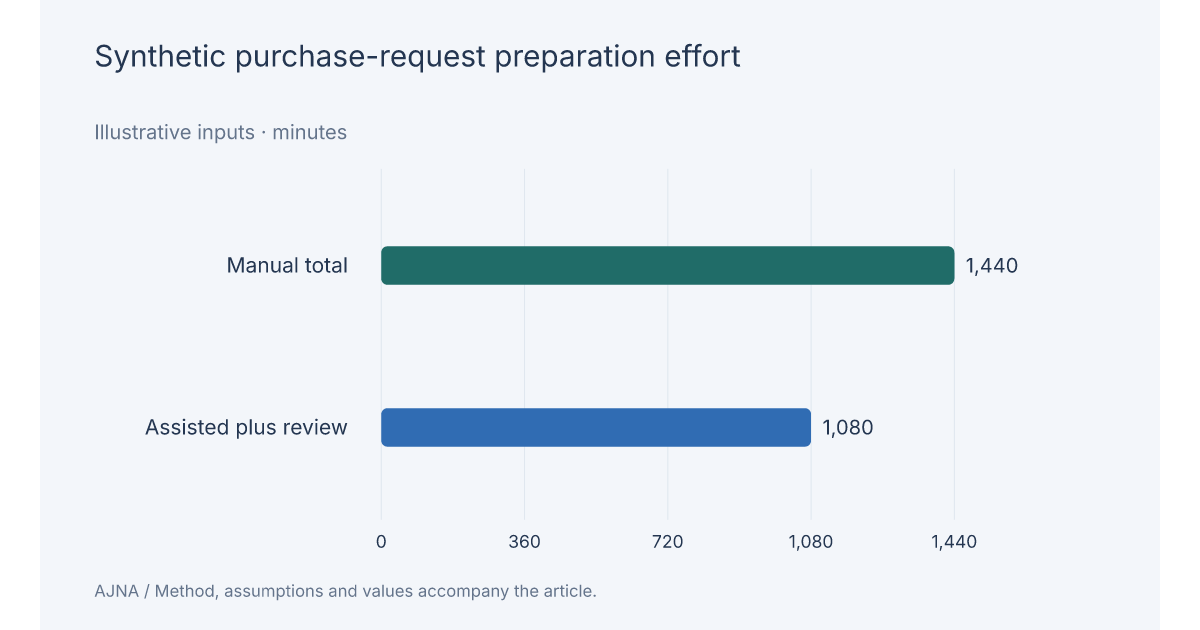 Synthetic purchase-request preparation effort
Illustrative inputs · minutes
Manual total
1,440
Assisted plus review
1,080
0 360 720 1,080 1,440
AJNA / Method, assumptions and values accompany the article.